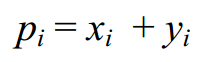 pᵢ = xᵢ + yᵢ